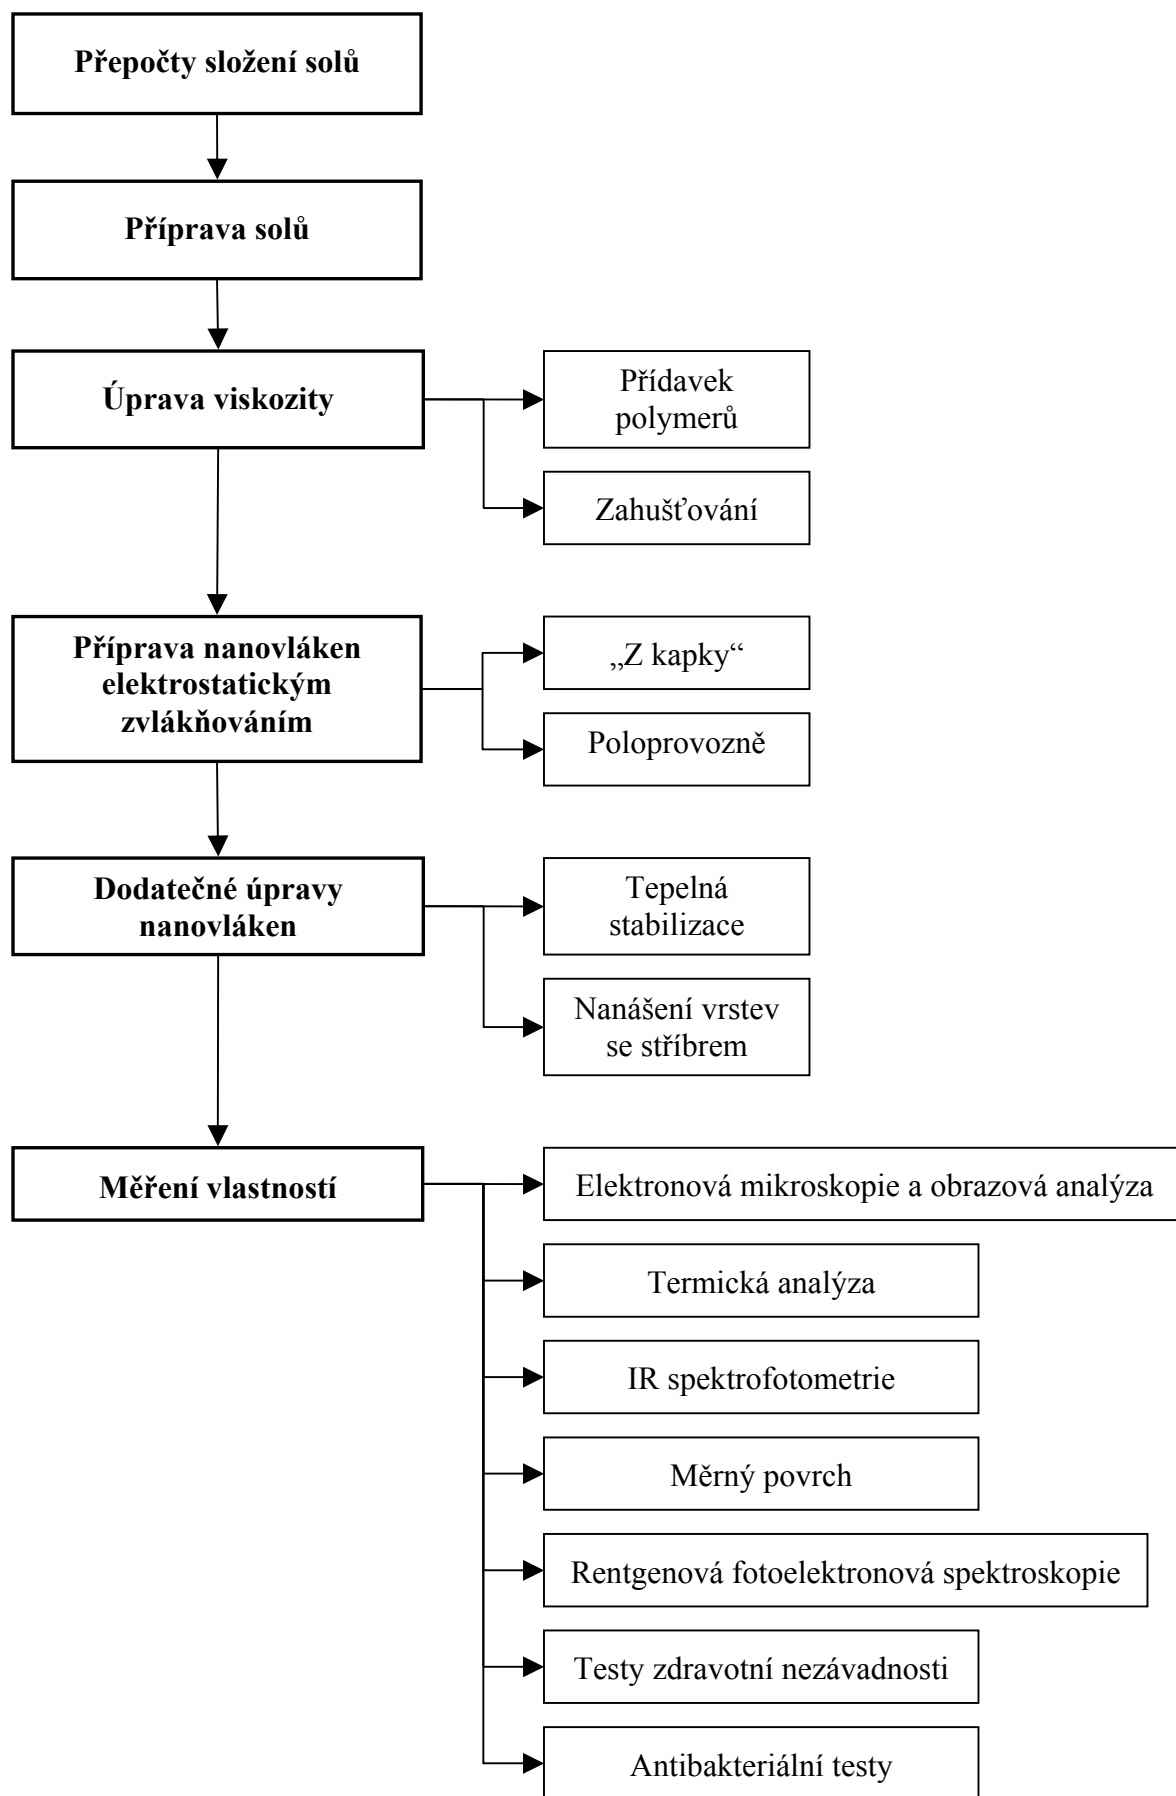 Přepočty složení solů
Příprava solů
Úprava viskozity
Přídavek
polymerů
Zahušťování
Příprava nanovláken
elektrostatickým
zvlákňováním
„Z kapky“
Poloprovozně
Dodatečné úpravy
nanovláken
Tepelná
stabilizace
Nanášení vrstev
se stříbrem
Měření vlastností
Elektronová mikroskopie a obrazová analýza
Termická analýza
IR spektrofotometrie
Měrný povrch
Rentgenová fotoelektronová spektroskopie
Testy zdravotní nezávadnosti
Antibakteriální testy